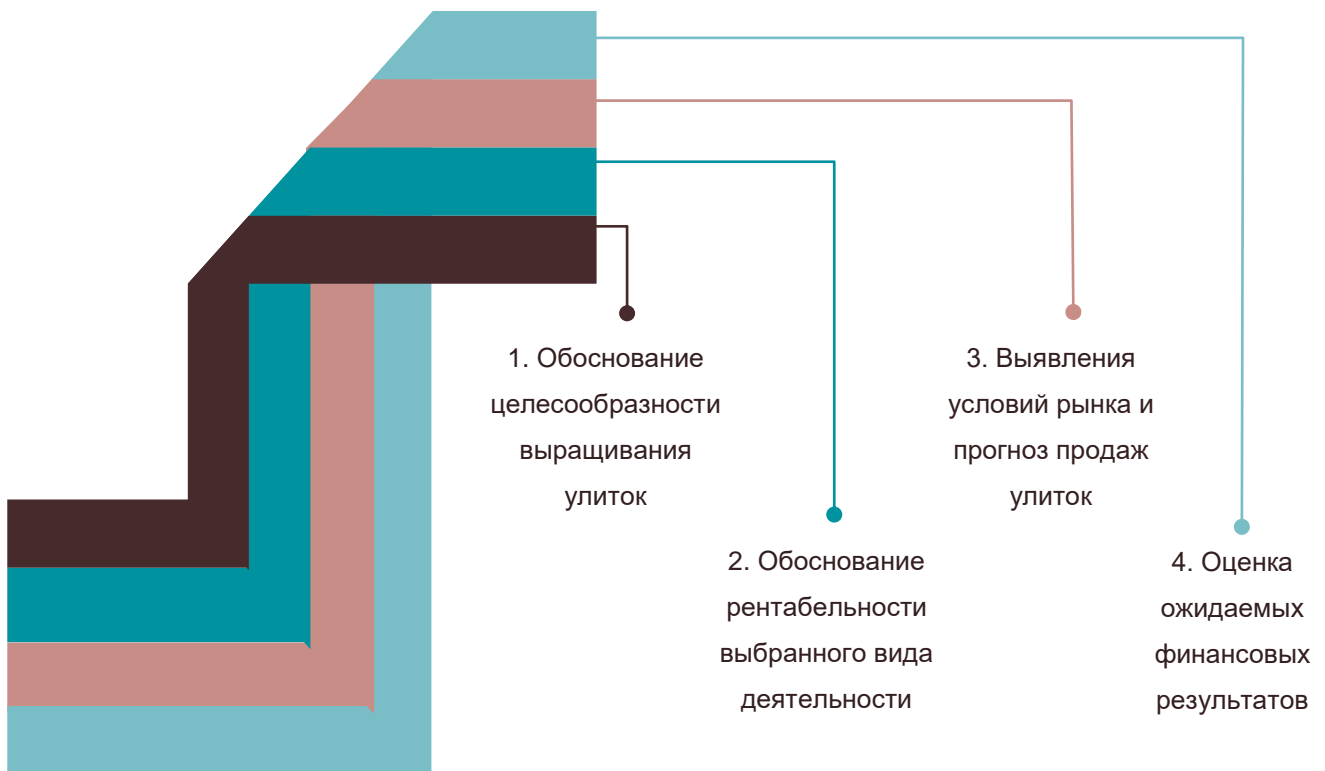 1. Обоснование
целесообразности
выращивания
улиток
2. Обоснование
рентабельности
выбранного вида
деятельности
3. Выявления
условий рынка и
прогноз продаж
улиток
4. Оценка
ожидаемых
финансовых
результатов